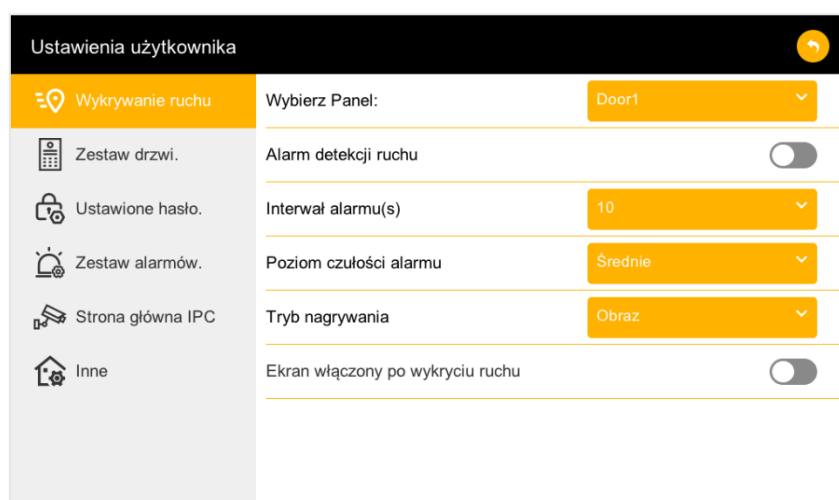 Ustawienia użytkownika
Wykrywanie ruchu
Wybierz Panel:
Door1
Zestaw drzwi.
Alarm detekcji ruchu
Ustawione hasło.
Interwał alarmu(s)
10
Zestaw alarmów.
Poziom czułości alarmu
Średnie
Strona główna IPC
Tryb nagrywania
Obraz
Inne
Ekran włączony po wykryciu ruchu